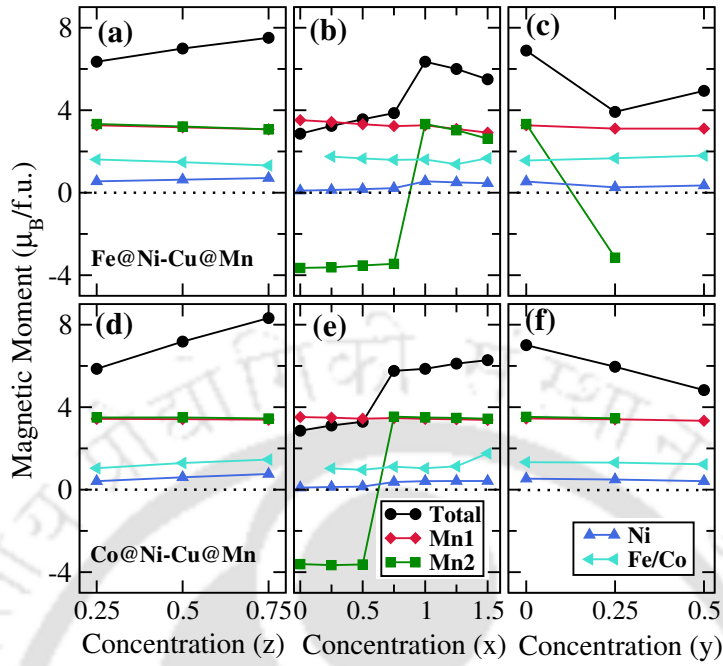 Magnetic Moment (μ_B/f.u.)
(a)
(b)
(c)
8
4
0
-4
Fe@Ni-Cu@Mn
(d)
(e)
(f)
8
4
0
-4
Co@Ni-Cu@Mn
Total
Mn1
Mn2
Ni
Fe/Co
0.25 0.5 0.75
0 0.5 1 1.5
0 0.25 0.5
Concentration (z)
Concentration (x)
Concentration (y)